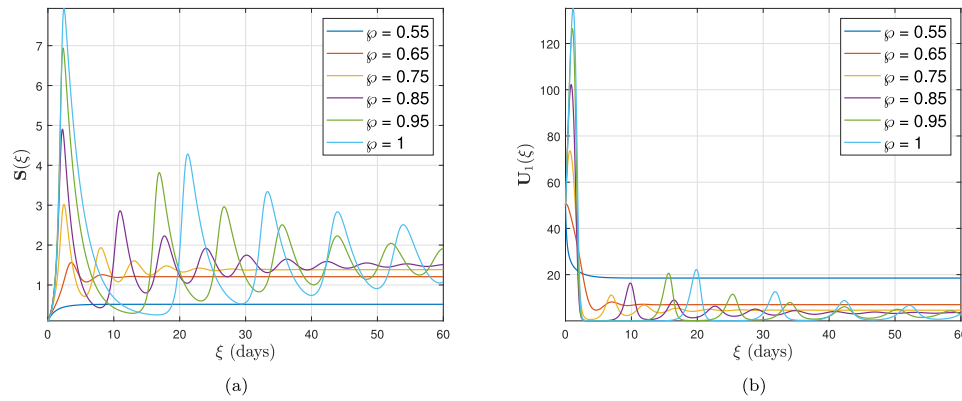 7
6
5
4
3
2
1
0
10
20
30
40
50
60
S(ξ)
ξ (days)
℘ = 0.55
℘ = 0.65
℘ = 0.75
℘ = 0.85
℘ = 0.95
℘ = 1
(a)
120
100
80
60
40
20
0
10
20
30
40
50
60
U₁(ξ)
ξ (days)
℘ = 0.55
℘ = 0.65
℘ = 0.75
℘ = 0.85
℘ = 0.95
℘ = 1
(b)